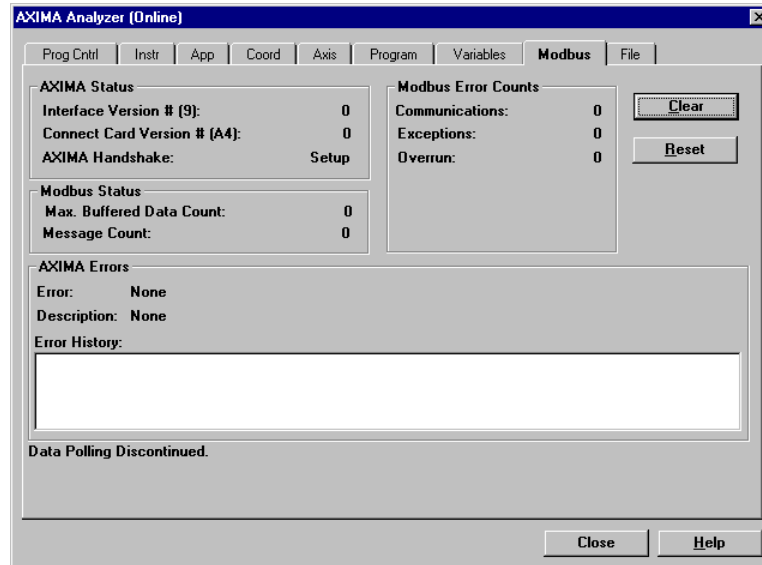 AXIMA Analyzer (Online)
Prog Cntrl Instr App Coord Axis Program Variables Modbus File
AXIMA Status
Interface Version # (9): 0
Connect Card Version # (A4): 0
AXIMA Handshake: Setup
Modbus Error Counts
Communications: 0
Exceptions: 0
Overrun: 0
Clear
Reset
Modbus Status
Max. Buffered Data Count: 0
Message Count: 0
AXIMA Errors
Error: None
Description: None
Error History:
Data Polling Discontinued.
Close Help